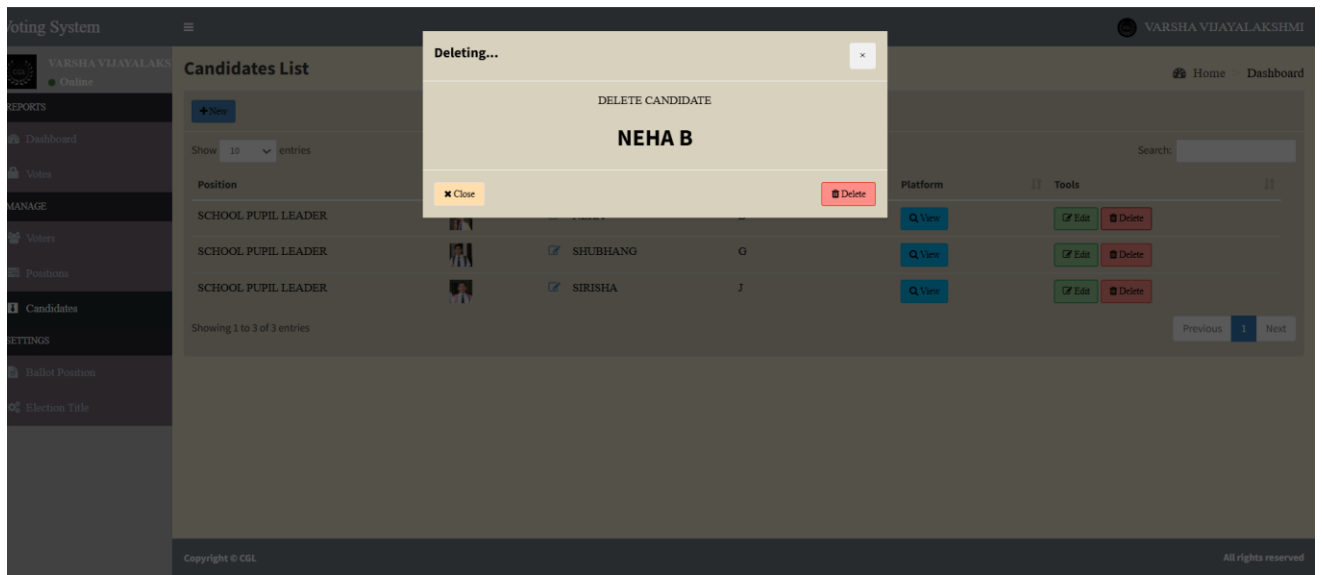 Voting System
VARSHA VIJAYALAKSHMI
VARSHA VIJAYALAKS
Online
REPORTS
Dashboard
Votes
MANAGE
Voters
Positions
Candidates
SETTINGS
Ballot Position
Election Title
Candidates List
Home > Dashboard
+New
Show 10 entries
Search:
Position Platform Tools
SCHOOL PUPIL LEADER View Edit Delete
SCHOOL PUPIL LEADER SHUBHANG G View Edit Delete
SCHOOL PUPIL LEADER SIRISHA J View Edit Delete
Showing 1 to 3 of 3 entries
Previous 1 Next
Deleting...
×
DELETE CANDIDATE
NEHA B
Close Delete
Copyright © CGL All rights reserved